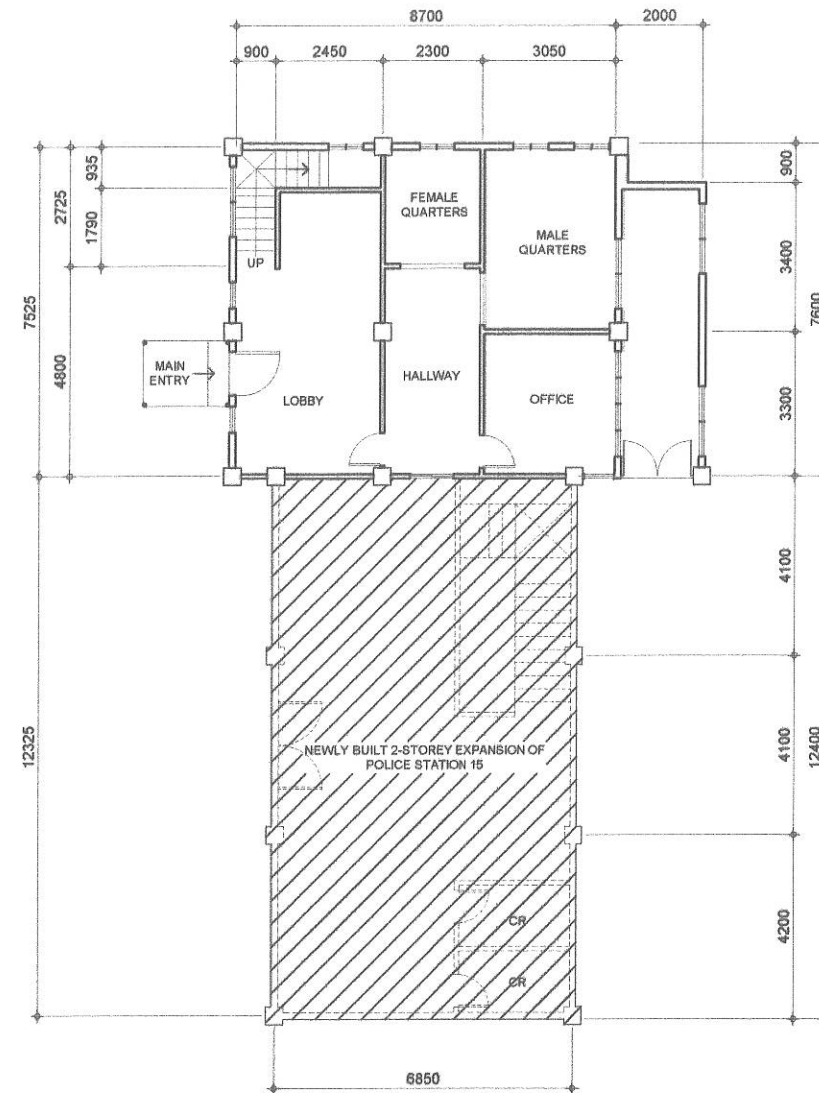 8700
2000
900
2450
2300
3050
7525
2725
935
1790
4800
FEMALE
QUARTERS
MALE
QUARTERS
UP
MAIN
ENTRY
LOBBY
HALLWAY
OFFICE
900
3400
3300
7600
12325
NEWLY BUILT 2-STOREY EXPANSION OF
POLICE STATION 15
CR
CR
4100
4100
4200
12400
6850